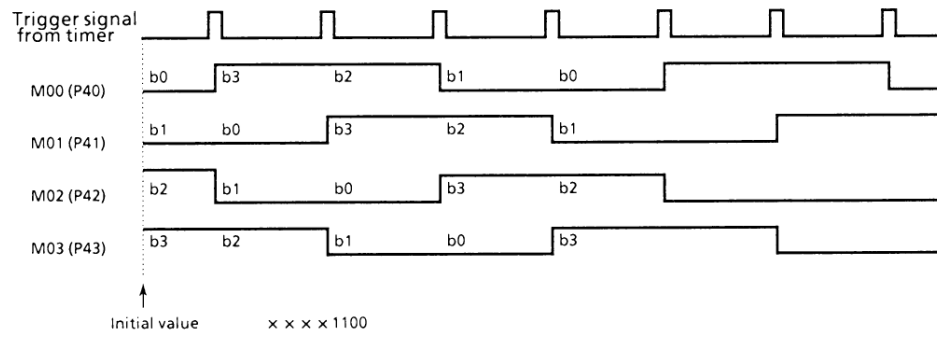 Trigger signal
from timer
b0 b3 b2 b1 b0
M00 (P40)
b1 b0 b3 b2 b1
M01 (P41)
b2 b1 b0 b3 b2
M02 (P42)
b3 b2 b1 b0 b3
M03 (P43)
Initial value × × × × 1100